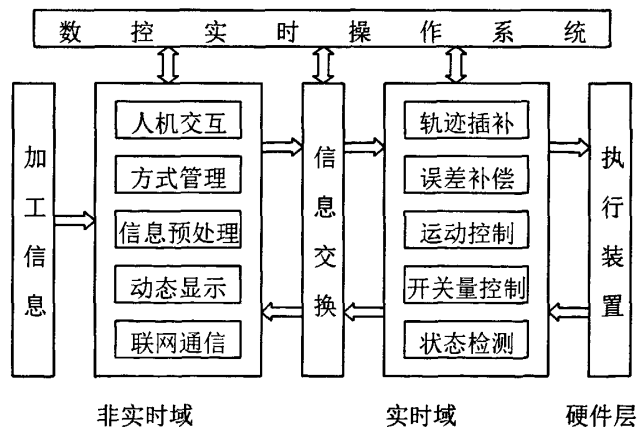 数控实时操作系统
加工信息
人机交互
方式管理
信息预处理
动态显示
联网通信
信息交换
轨迹插补
误差补偿
运动控制
开关量控制
状态检测
执行装置
非实时域
实时域
硬件层